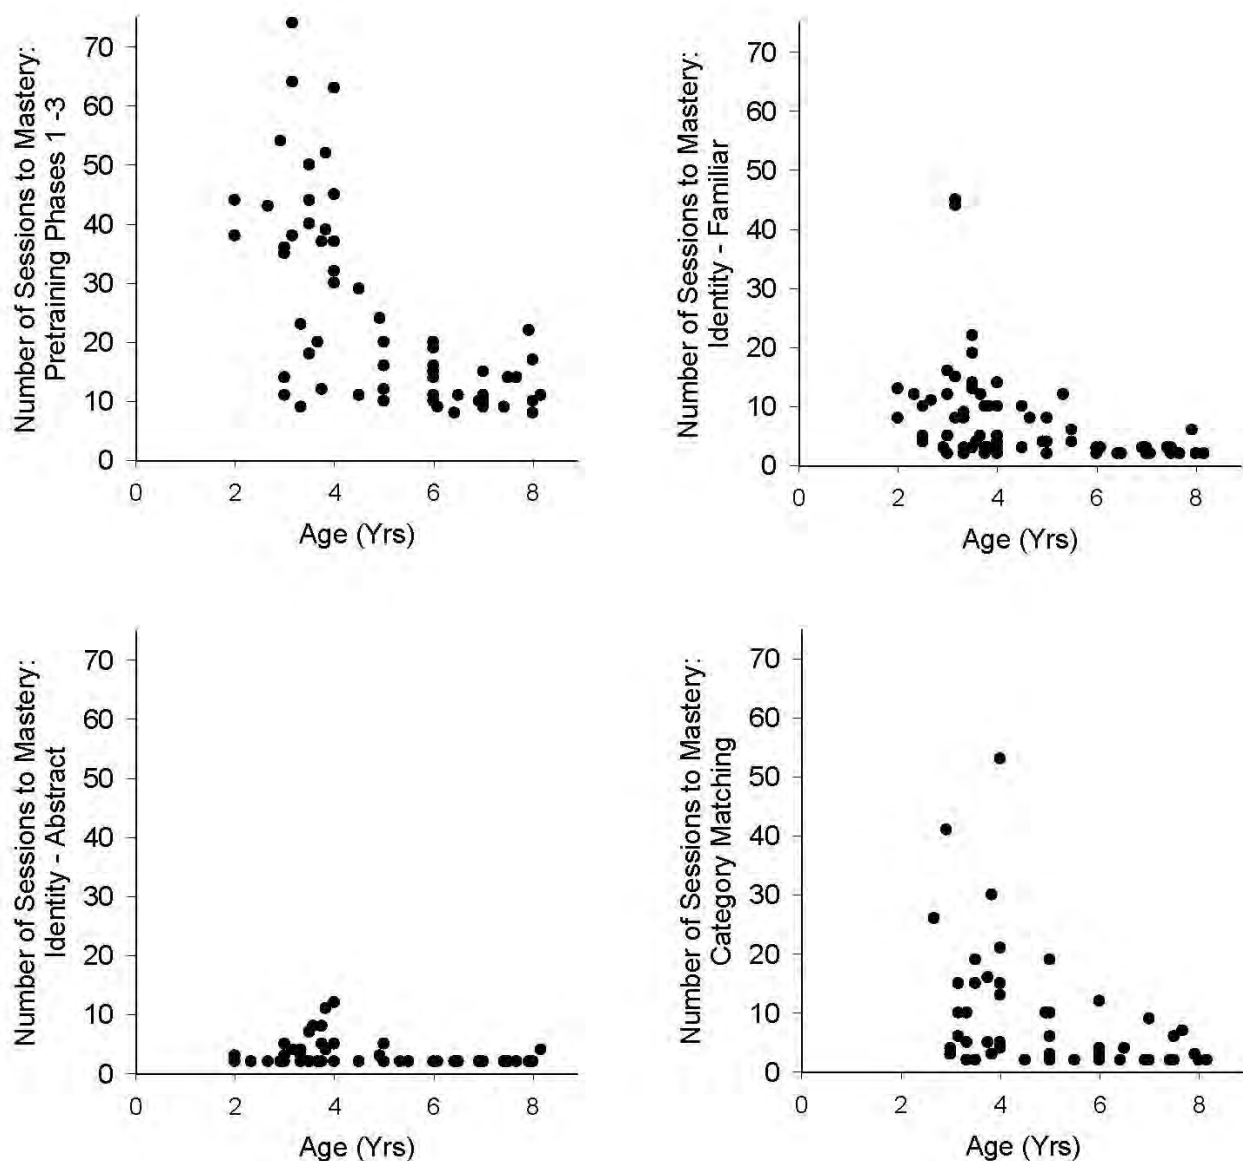 Number of Sessions to Mastery:
Pretraining Phases 1 -3
70
60
50
40
30
20
10
0
0 2 4 6 8
Age (Yrs)
Number of Sessions to Mastery:
Identity - Familiar
70
60
50
40
30
20
10
0
0 2 4 6 8
Age (Yrs)
Number of Sessions to Mastery:
Identity - Abstract
70
60
50
40
30
20
10
0
0 2 4 6 8
Age (Yrs)
Number of Sessions to Mastery:
Category Matching
70
60
50
40
30
20
10
0
0 2 4 6 8
Age (Yrs)